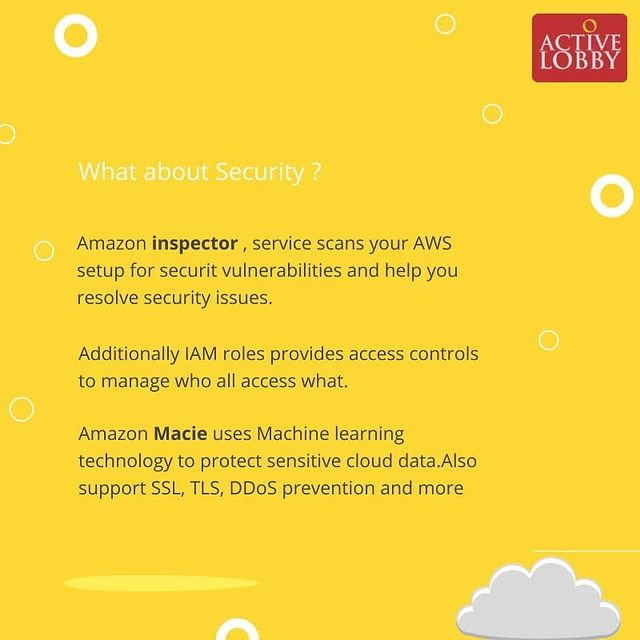 ACTIVE
LOBBY
What about Security ?
Amazon inspector , service scans your AWS
setup for securit vulnerabilities and help you
resolve security issues.
Additionally IAM roles provides access controls
to manage who all access what.
Amazon Macie uses Machine learning
technology to protect sensitive cloud data.Also
support SSL, TLS, DDoS prevention and more